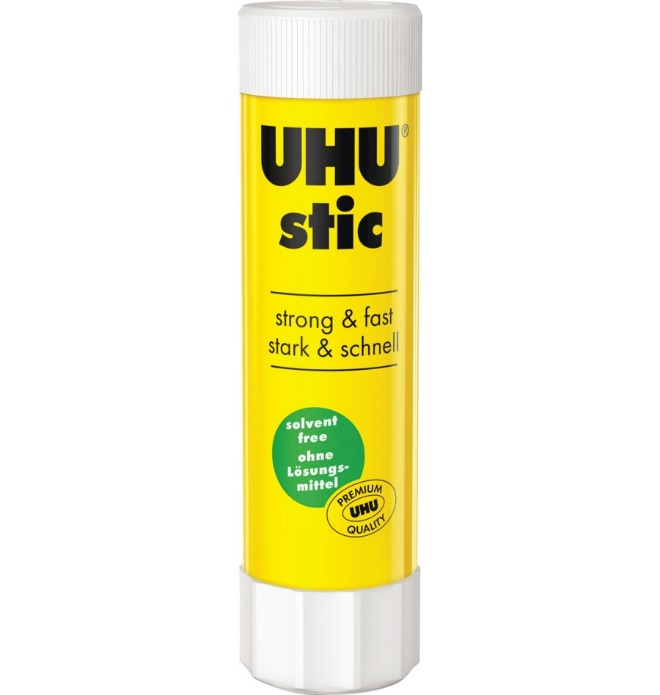 UHU®
stic
strong & fast
stark & schnell
solvent
free
ohne
Lösungs-
mittel
PREMIUM
UHU
QUALITY